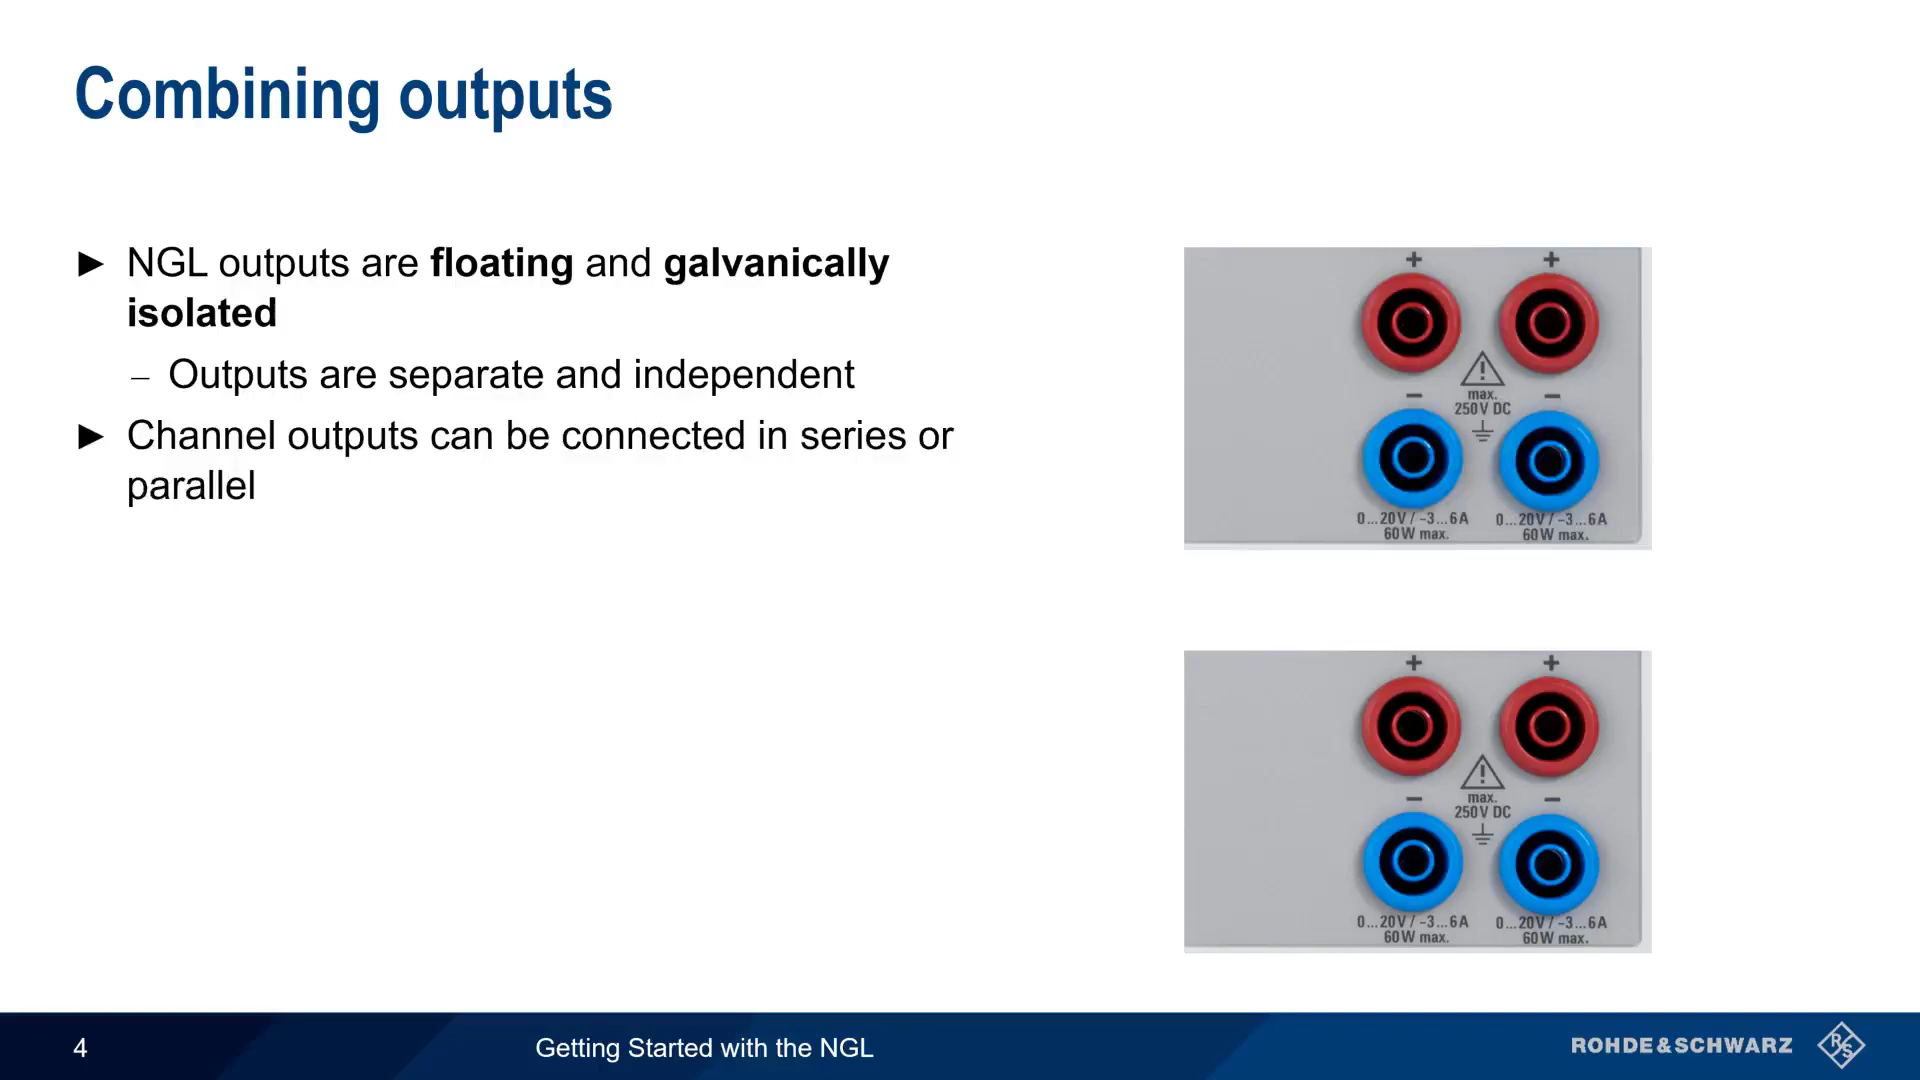 Combining outputs
► NGL outputs are floating and galvanically
isolated
– Outputs are separate and independent
► Channel outputs can be connected in series or
parallel
+ +
max.
250V DC
- -
0...20V / -3...6A 0...20V / -3...6A
60W max. 60W max.
+ +
max.
250V DC
- -
0...20V / -3...6A 0...20V / -3...6A
60W max. 60W max.
4 Getting Started with the NGL ROHDE&SCHWARZ R S